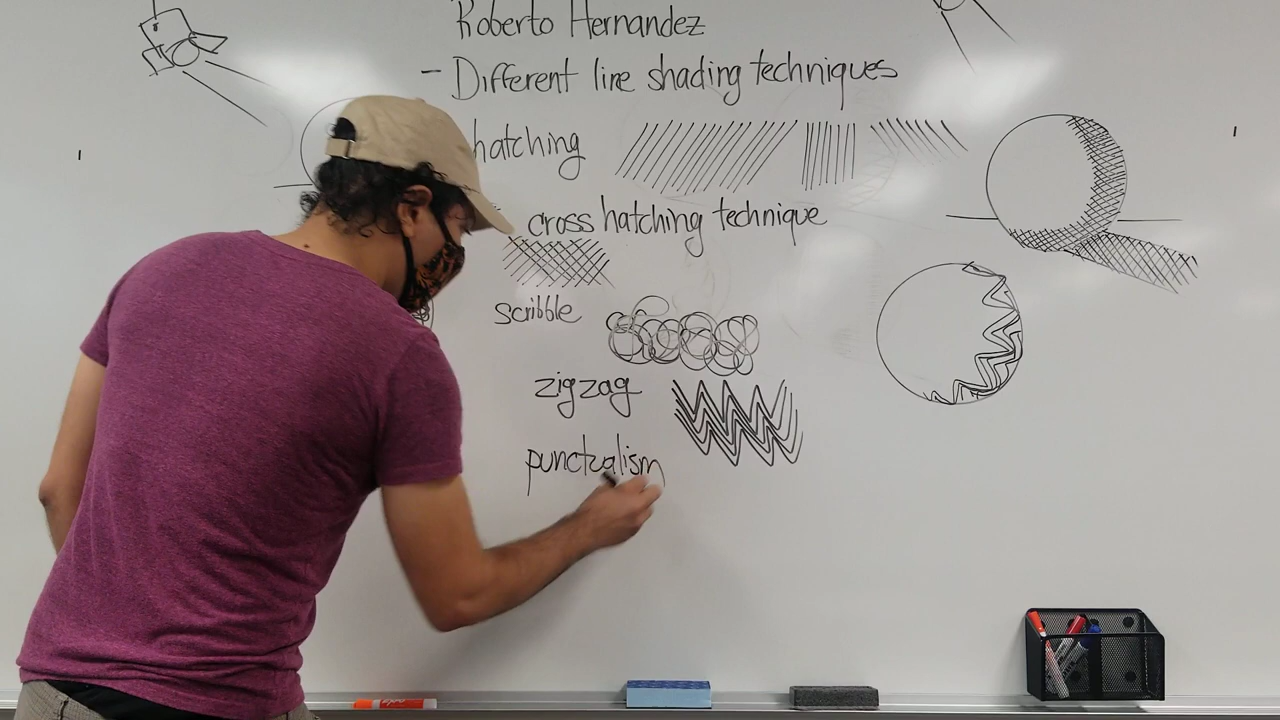 Roberto Hernandez
- Different line shading techniques
hatching
cross hatching technique
scribble
zigzag
punctualism